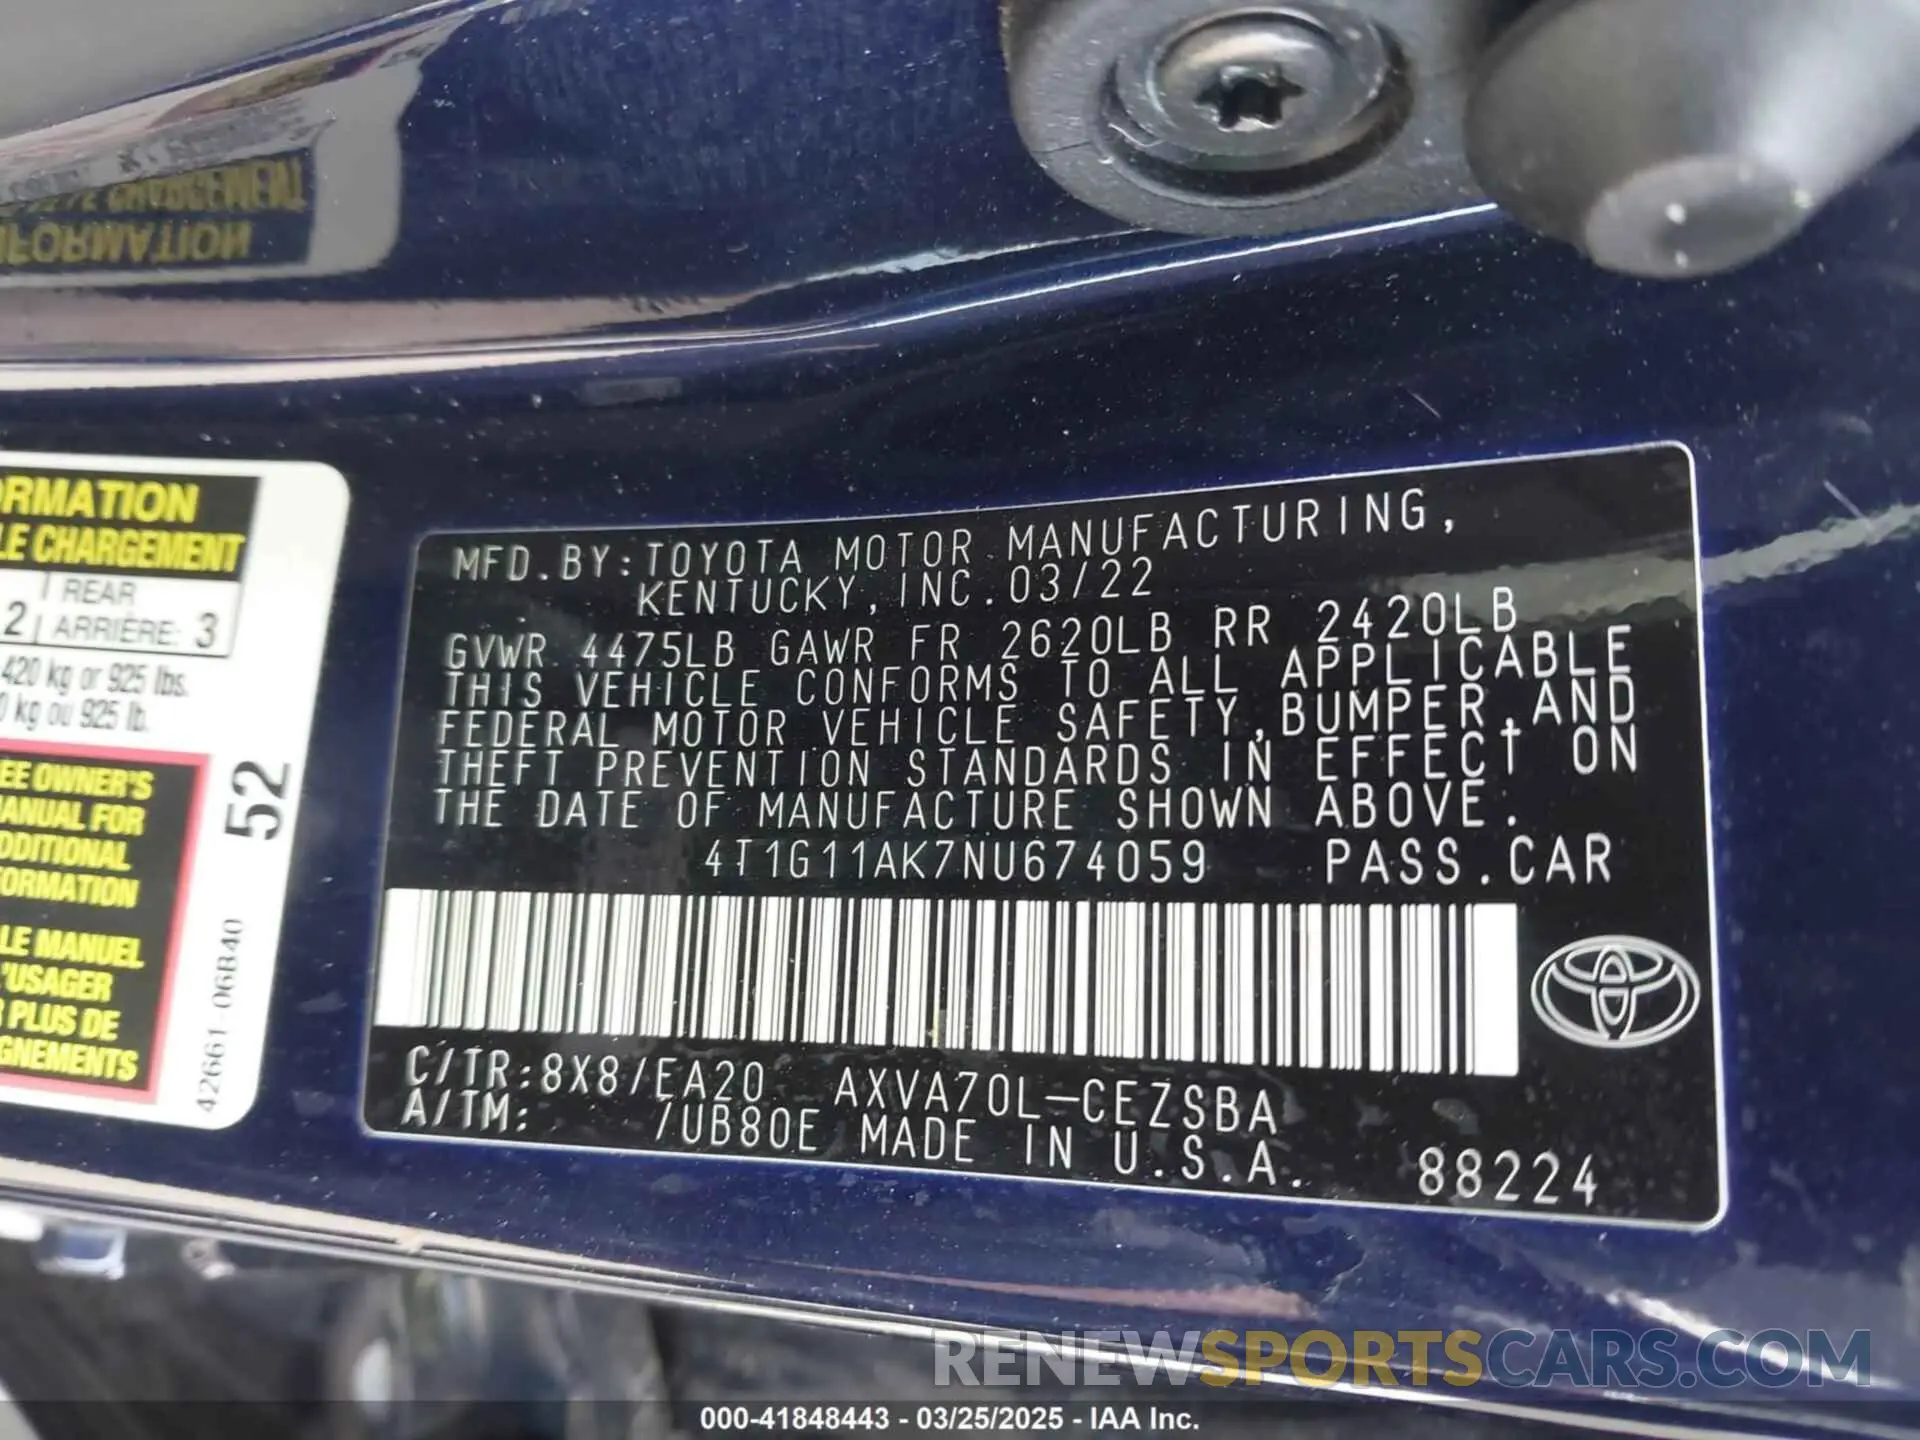 ORMATION
LE CHARGEMENT
REAR
2 ARRIÈRE: 3
420 kg or 925 lbs.
0 kg ou 925 lb.
EE OWNER'S
MANUAL FOR
DDITIONAL
FORMATION
LE MANUEL
L'USAGER
R PLUS DE
GNEMENTS
52
42661-06B40
MFD.BY:TOYOTA MOTOR MANUFACTURING,
KENTUCKY,INC.03/22
GVWR 4475LB GAWR FR 2620LB RR 2420LB
THIS VEHICLE CONFORMS TO ALL APPLICABLE
FEDERAL MOTOR VEHICLE SAFETY,BUMPER,AND
THEFT PREVENTION STANDARDS IN EFFECT ON
THE DATE OF MANUFACTURE SHOWN ABOVE.
4T1G11AK7NU674059 PASS.CAR
C/TR:8X8/EA20 AXVA70L-CEZSBA
A/TM: /UB80E MADE IN U.S.A.
88224
RENEWSPORTSCARS.COM
000-41848443 - 03/25/2025 - IAA Inc.